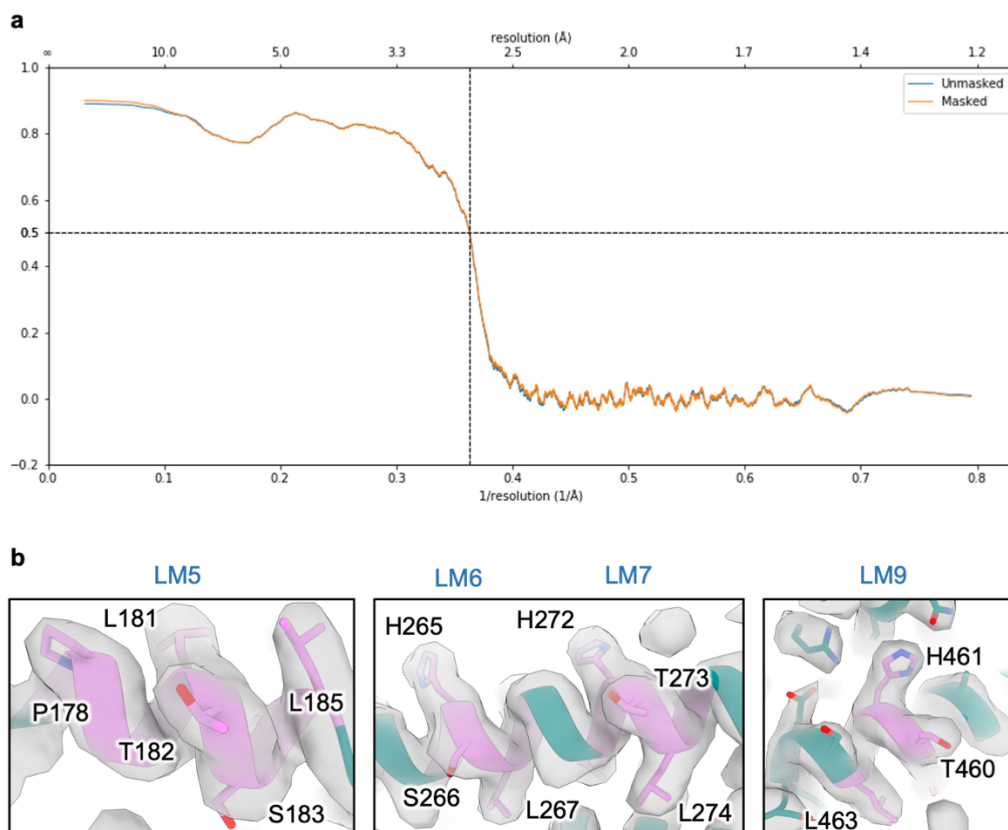 a
resolution (Å)
∞ 10.0 5.0 3.3 2.5 2.0 1.7 1.4 1.2
1.0
Unmasked
Masked
0.8
0.6
0.5
0.4
0.2
0.0
−0.2
0.0 0.1 0.2 0.3 0.4 0.5 0.6 0.7 0.8
1/resolution (1/Å)
b
LM5 LM6 LM7 LM9
L181
P178
T182
L185
S183
H265
H272
T273
S266
L267
L274
H461
T460
L463